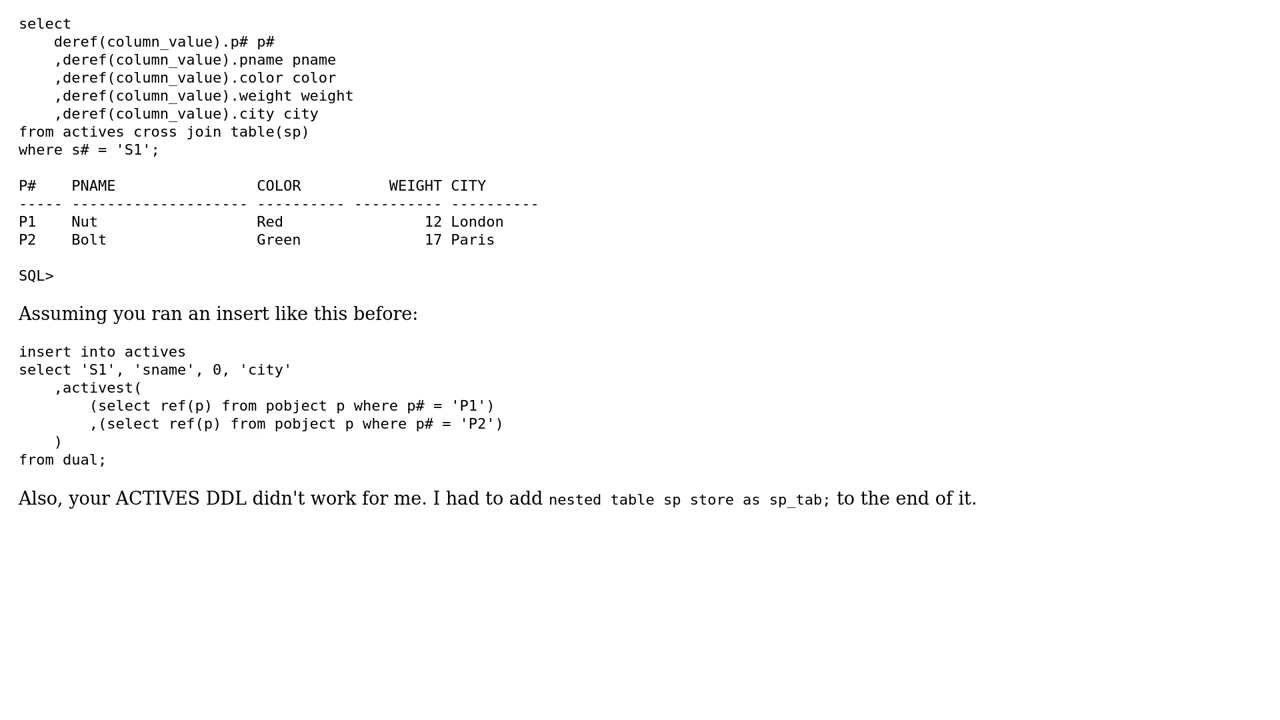 select
    deref(column_value).p# p#
    ,deref(column_value).pname pname
    ,deref(column_value).color color
    ,deref(column_value).weight weight
    ,deref(column_value).city city
from actives cross join table(sp)
where s# = 'S1';

P#    PNAME                COLOR          WEIGHT CITY
----- -------------------- ---------- ---------- ----------
P1    Nut                  Red                12 London
P2    Bolt                 Green              17 Paris

SQL>

Assuming you ran an insert like this before:

insert into actives
select 'S1', 'sname', 0, 'city'
    ,activest(
        (select ref(p) from pobject p where p# = 'P1')
        ,(select ref(p) from pobject p where p# = 'P2')
    )
from dual;

Also, your ACTIVES DDL didn't work for me. I had to add nested table sp store as sp_tab; to the end of it.